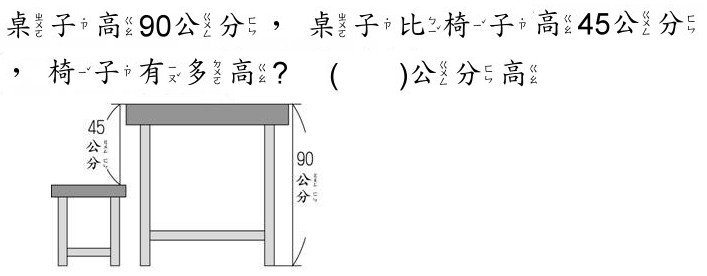 桌子高90公分，桌子比椅子高45公分
，椅子有多高？（　）公分高
45
公
分
90
公
分